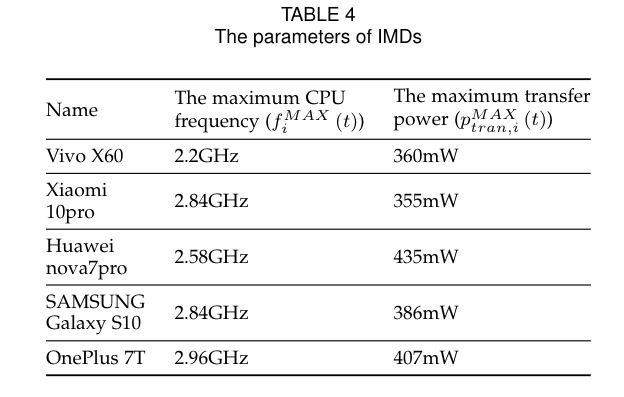 TABLE 4
The parameters of IMDs
Name
The maximum CPU
frequency (f_i^{MAX} (t))
The maximum transfer
power (p_{tran,i}^{MAX} (t))
Vivo X60
2.2GHz
360mW
Xiaomi
10pro
2.84GHz
355mW
Huawei
nova7pro
2.58GHz
435mW
SAMSUNG
Galaxy S10
2.84GHz
386mW
OnePlus 7T
2.96GHz
407mW